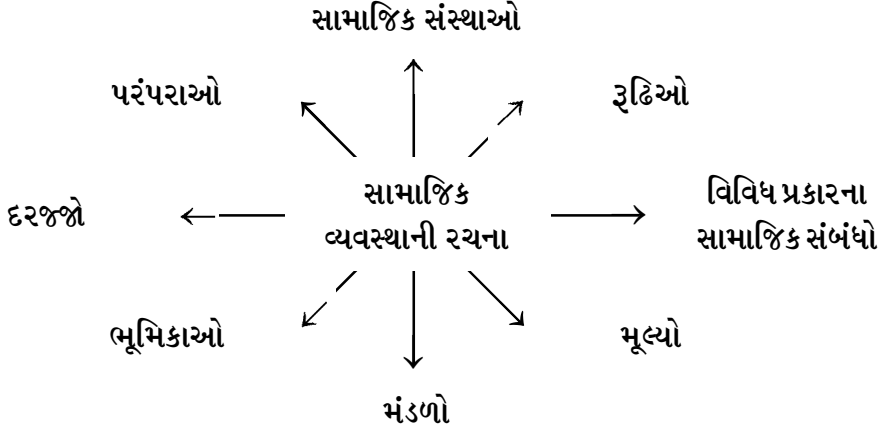 સામાજિક સંસ્થાઓ
પરંપરાઓ
રૂઢિઓ
દરજ્જો
સામાજિક
વ્યવસ્થાની રચના
વિવિધ પ્રકારના
સામાજિક સંબંધો
ભૂમિકાઓ
મૂલ્યો
મંડળો